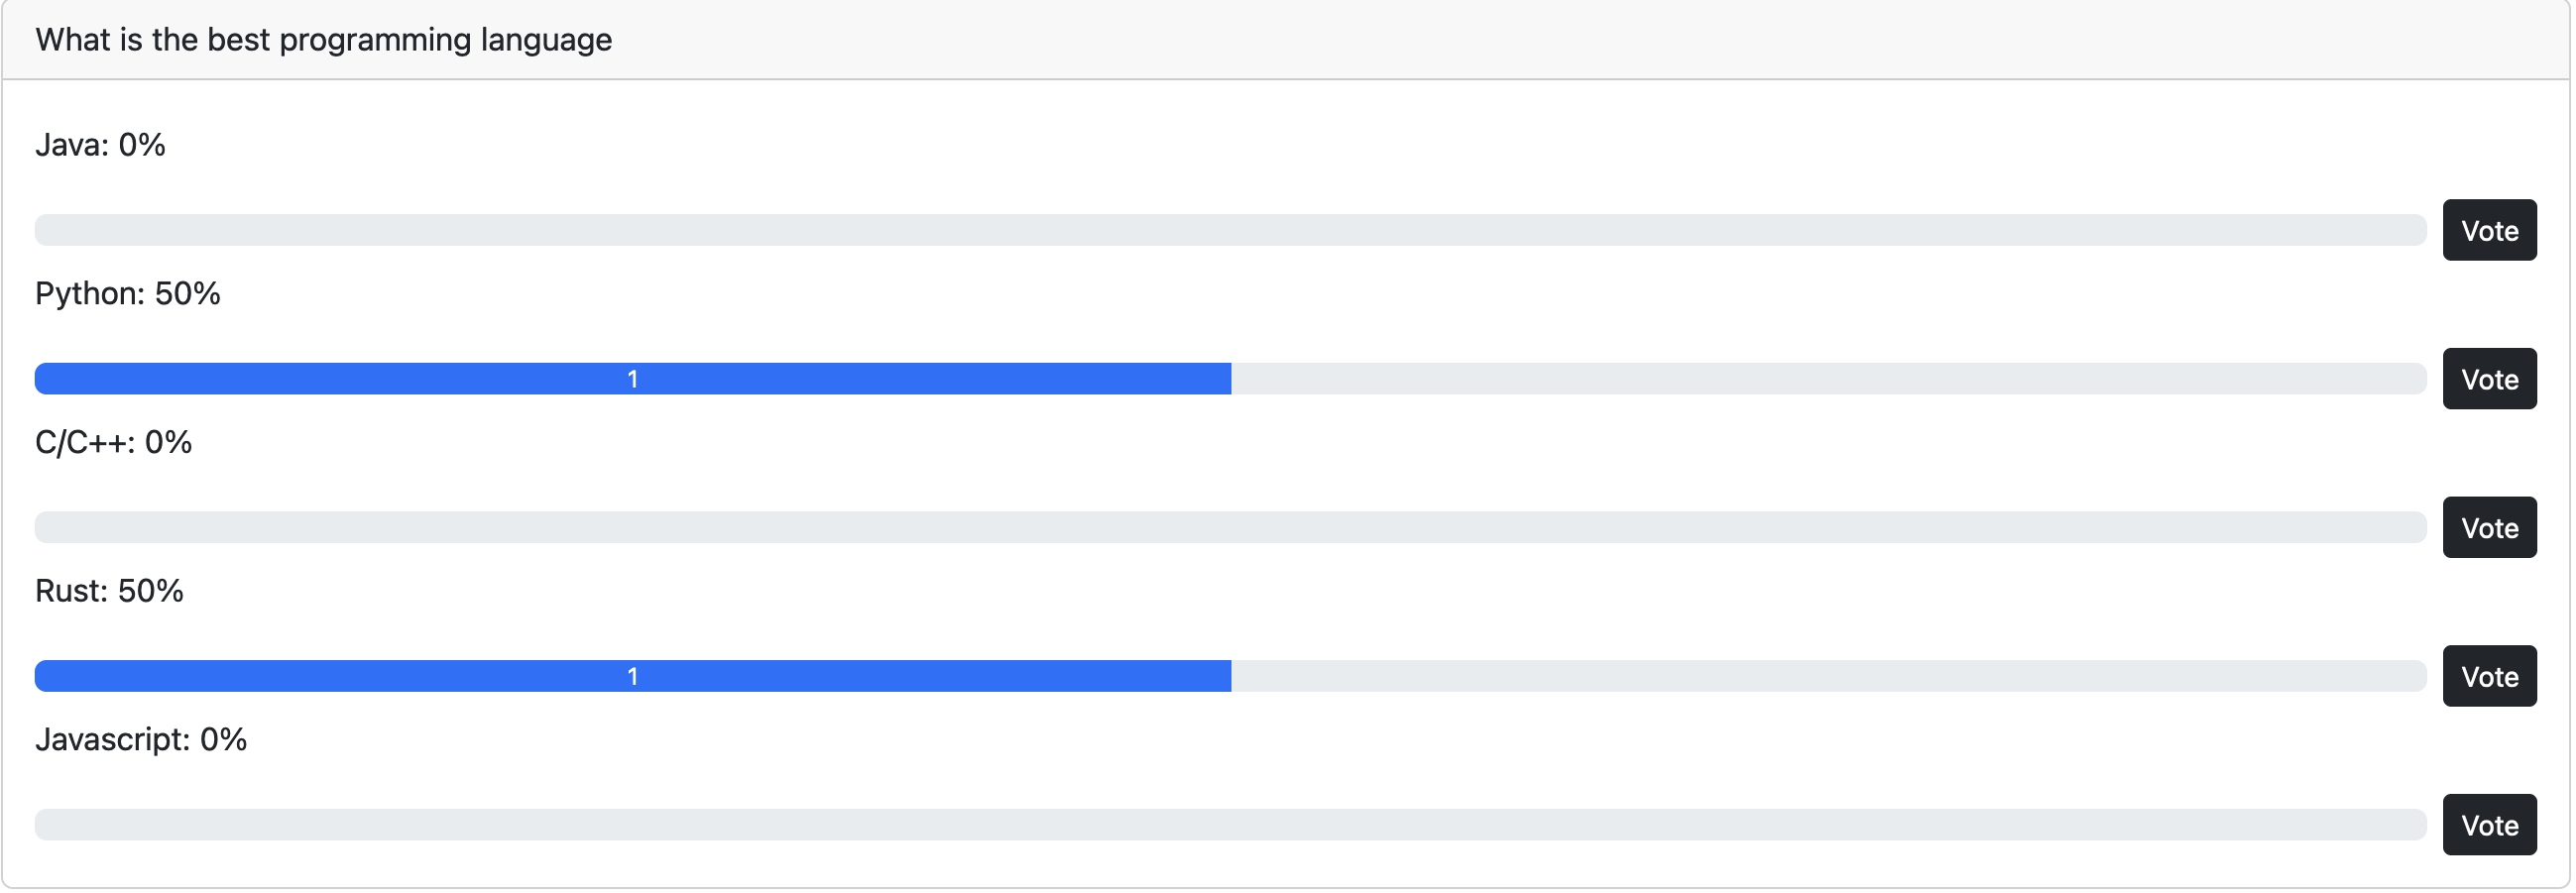 What is the best programming language
Java: 0%
Vote
Python: 50%
1
Vote
C/C++: 0%
Vote
Rust: 50%
1
Vote
Javascript: 0%
Vote